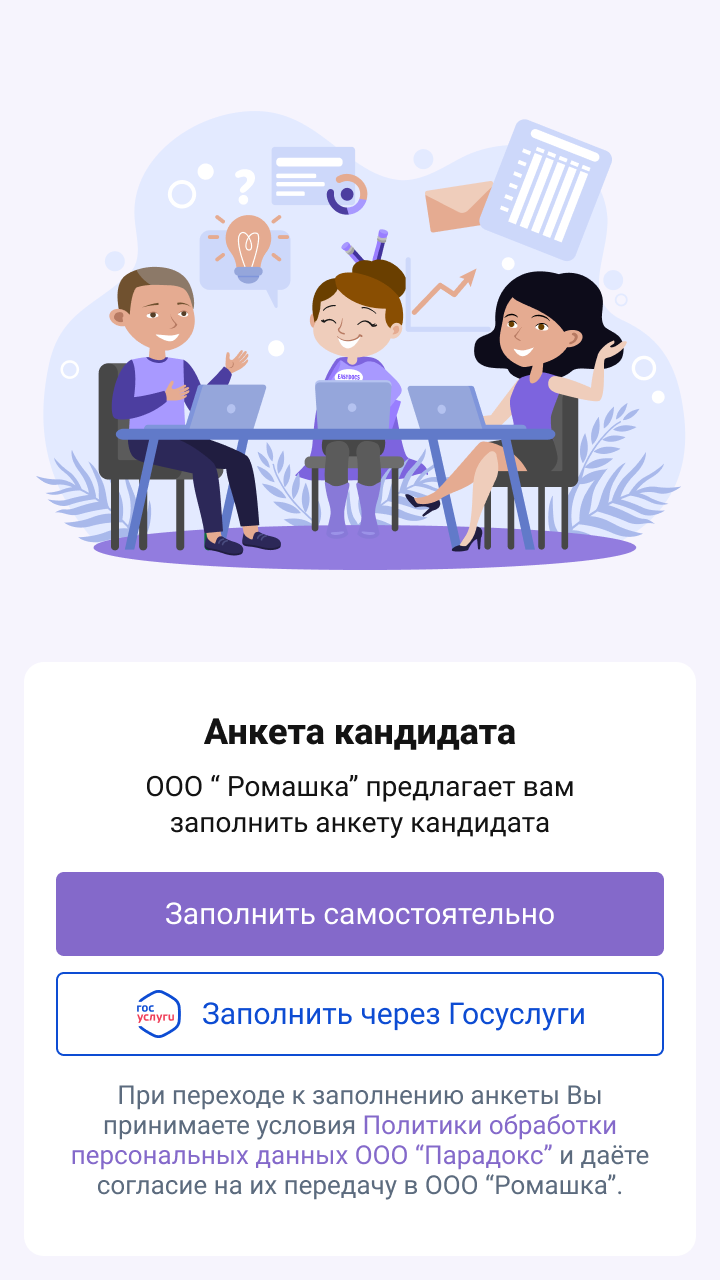 ?
EASYDOCS
Анкета кандидата
ООО “ Ромашка” предлагает вам
заполнить анкету кандидата
Заполнить самостоятельно
гос
услуги
Заполнить через Госуслуги
При переходе к заполнению анкеты Вы
принимаете условия Политики обработки
персональных данных ООО “Парадокс” и даёте
согласие на их передачу в ООО “Ромашка”.